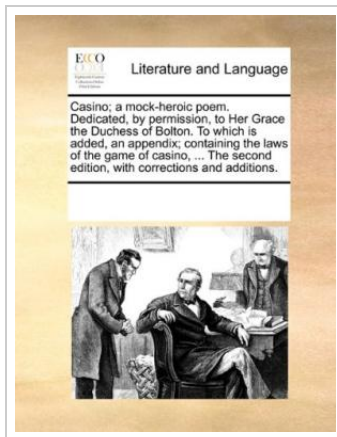 ECCO
Literature and Language
Casino; a mock-heroic poem.
Dedicated, by permission, to Her Grace
the Duchess of Bolton. To which is
added, an appendix; containing the laws
of the game of casino, ... The second
edition, with corrections and additions.